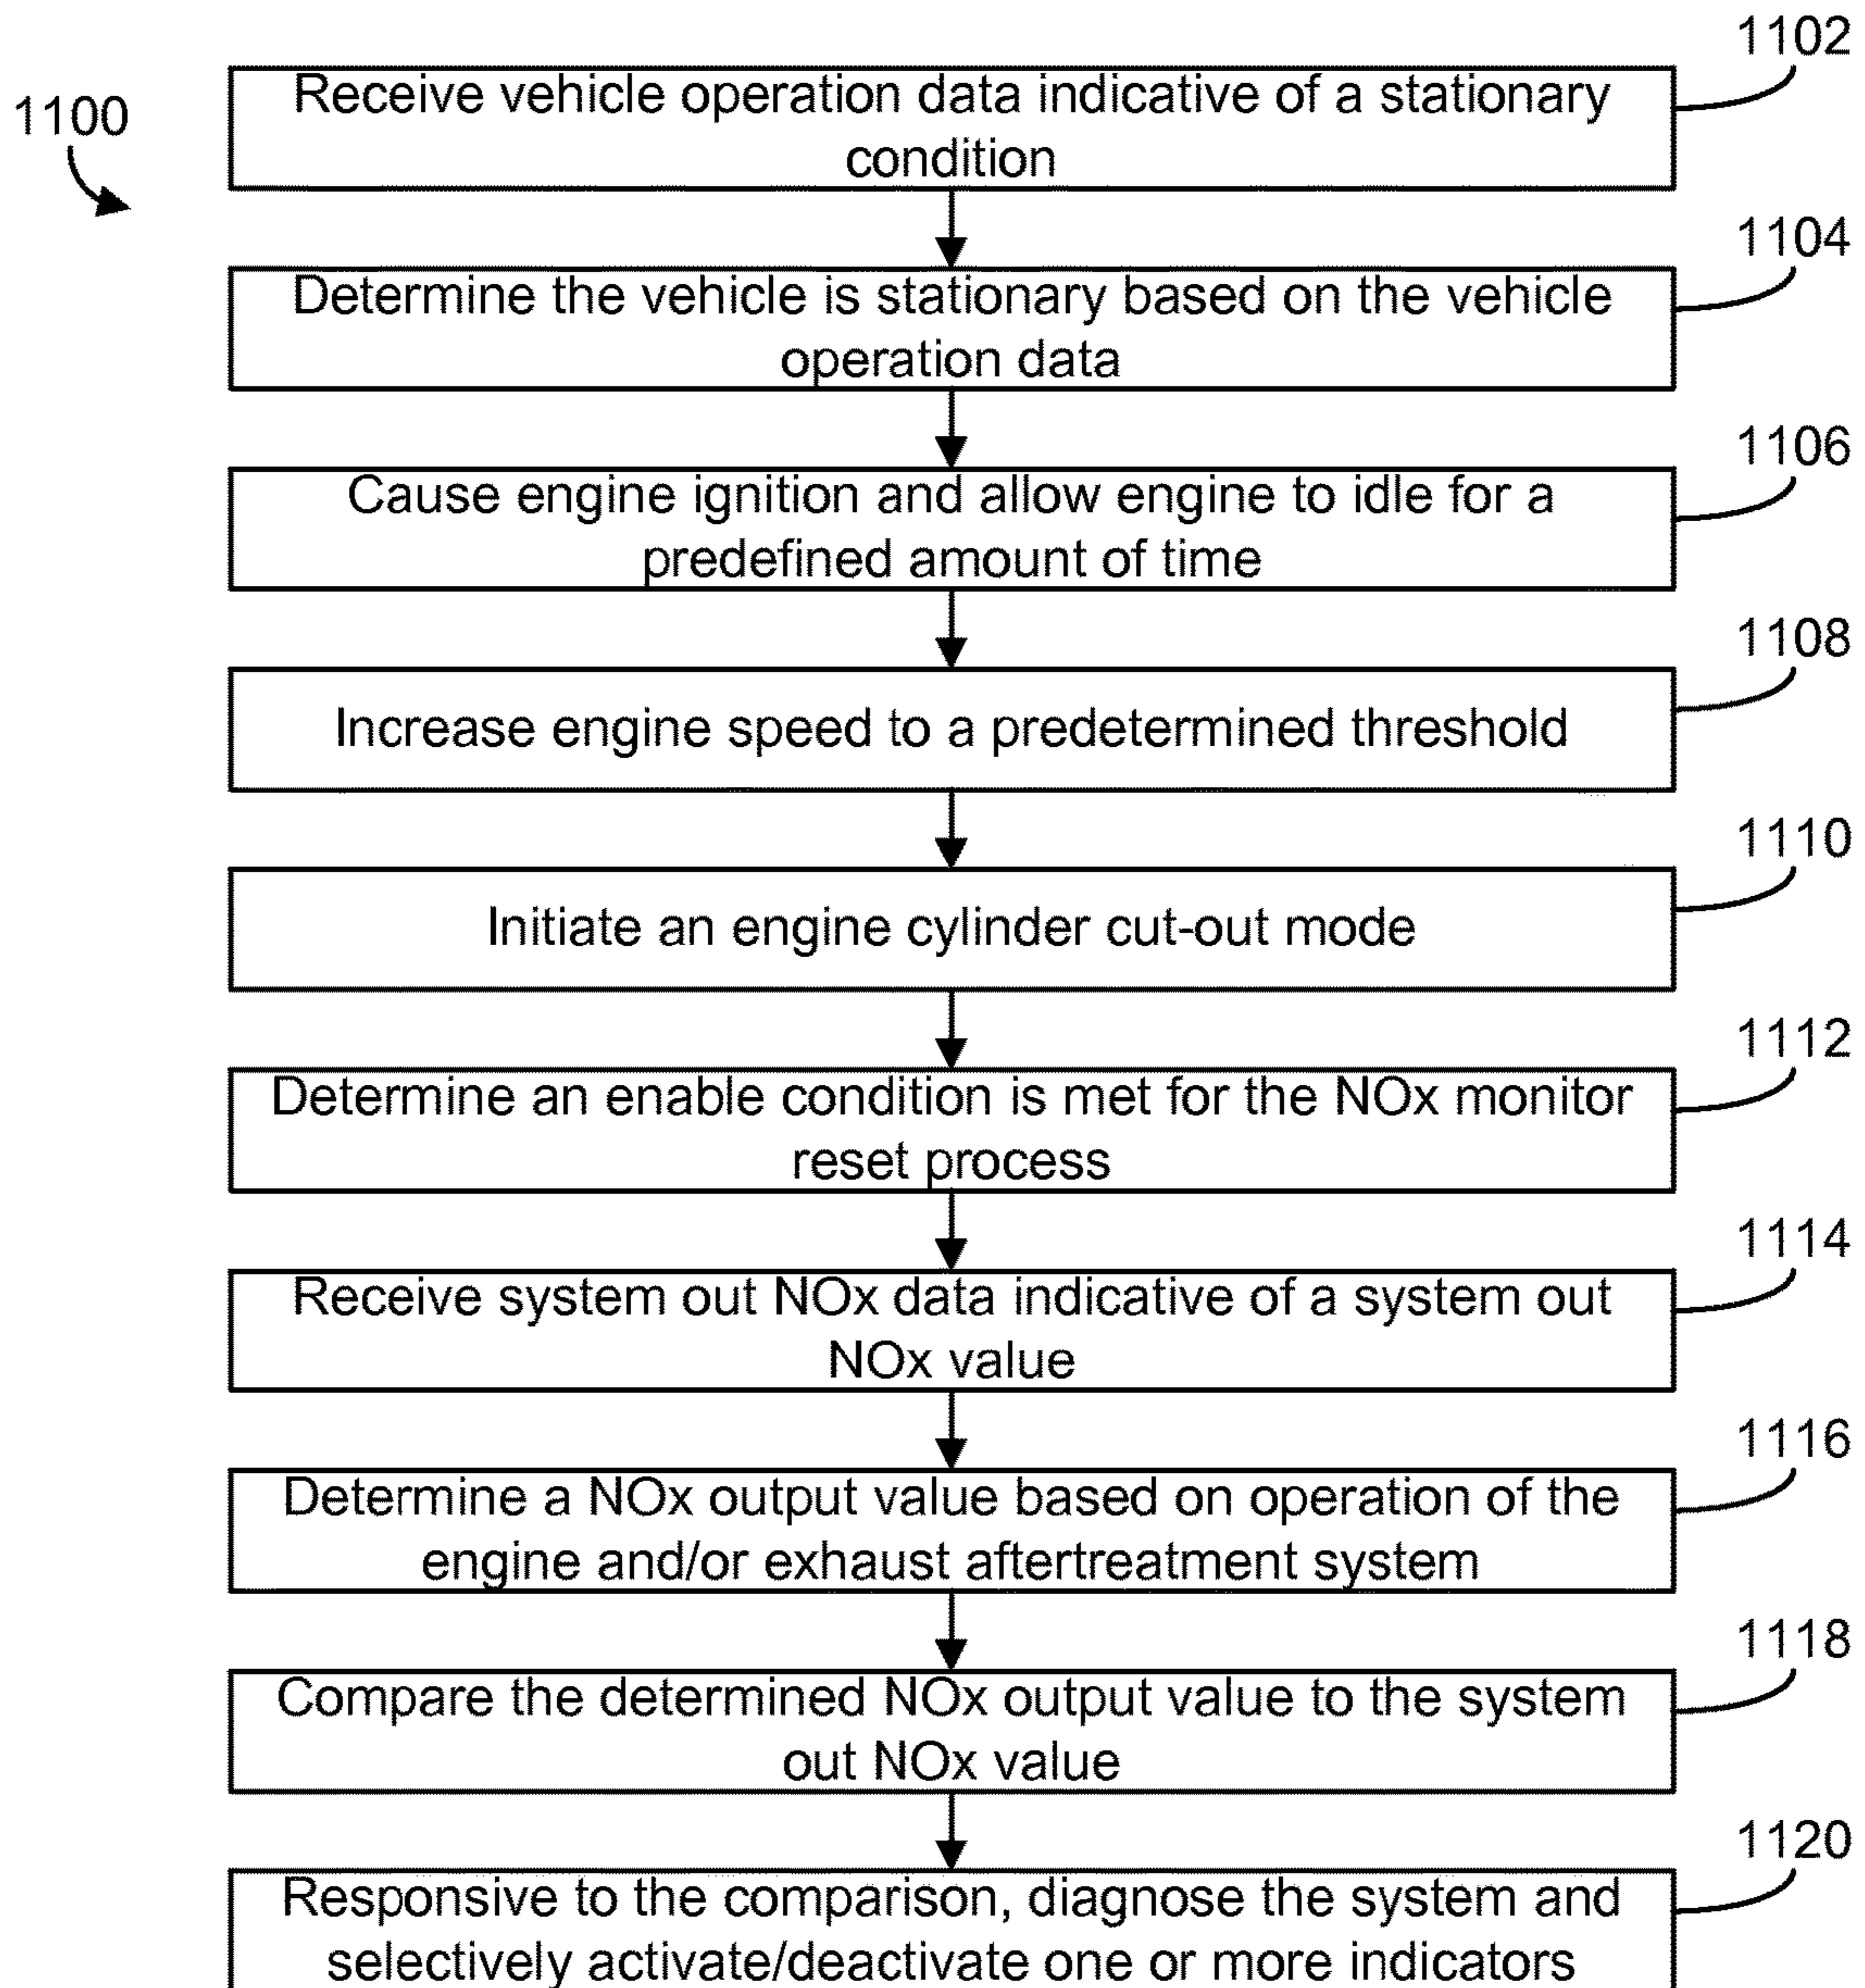 1102
1100
Receive vehicle operation data indicative of a stationary
condition
1104
Determine the vehicle is stationary based on the vehicle
operation data
1106
Cause engine ignition and allow engine to idle for a
predefined amount of time
1108
Increase engine speed to a predetermined threshold
1110
Initiate an engine cylinder cut-out mode
1112
Determine an enable condition is met for the NOx monitor
reset process
1114
Receive system out NOx data indicative of a system out
NOx value
1116
Determine a NOx output value based on operation of the
engine and/or exhaust aftertreatment system
1118
Compare the determined NOx output value to the system
out NOx value
1120
Responsive to the comparison, diagnose the system and
selectively activate/deactivate one or more indicators